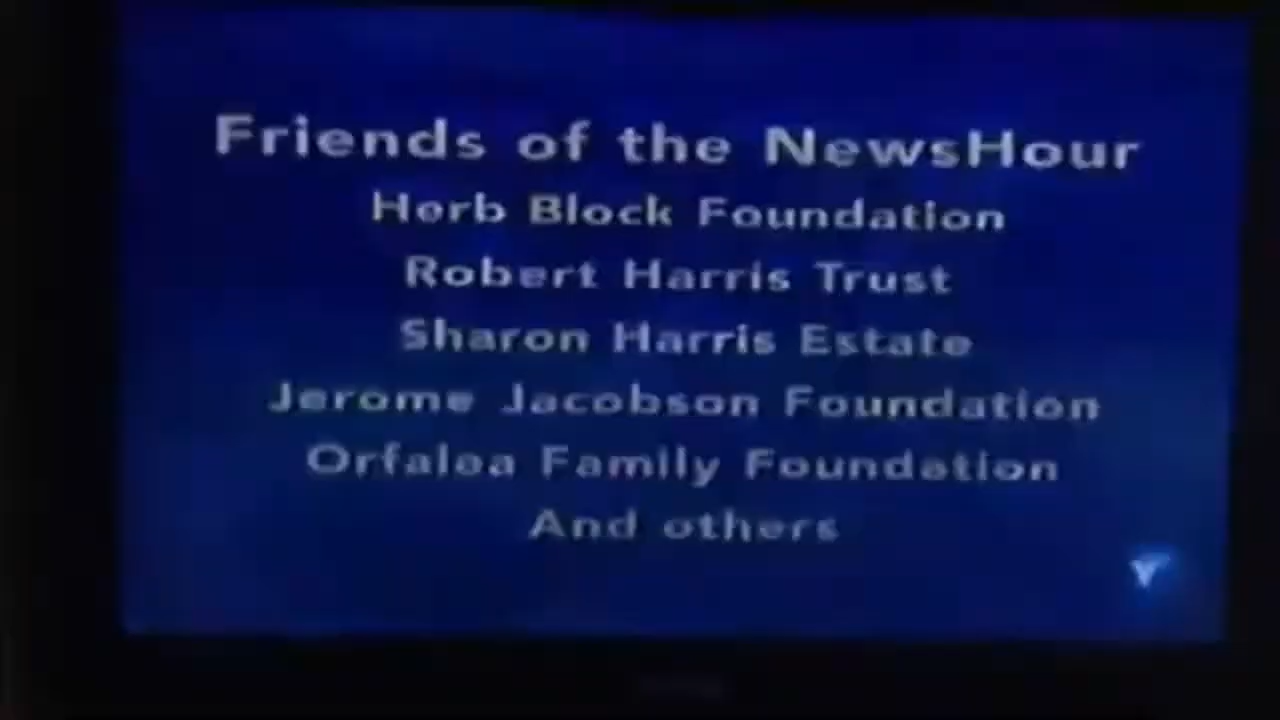 Friends of the NewsHour
Herb Block Foundation
Robert Harris Trust
Sharon Harris Estate
Jerome Jacobson Foundation
Orfalea Family Foundation
And others